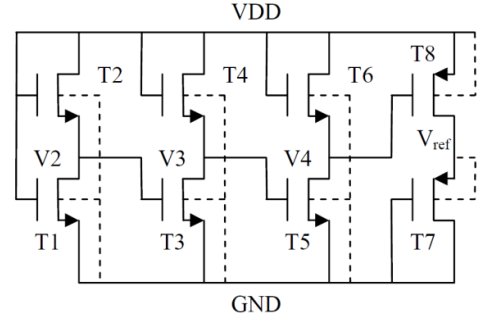 VDD
T2 T4 T6 T8
V2 V3 V4 Vref
T1 T3 T5 T7
GND